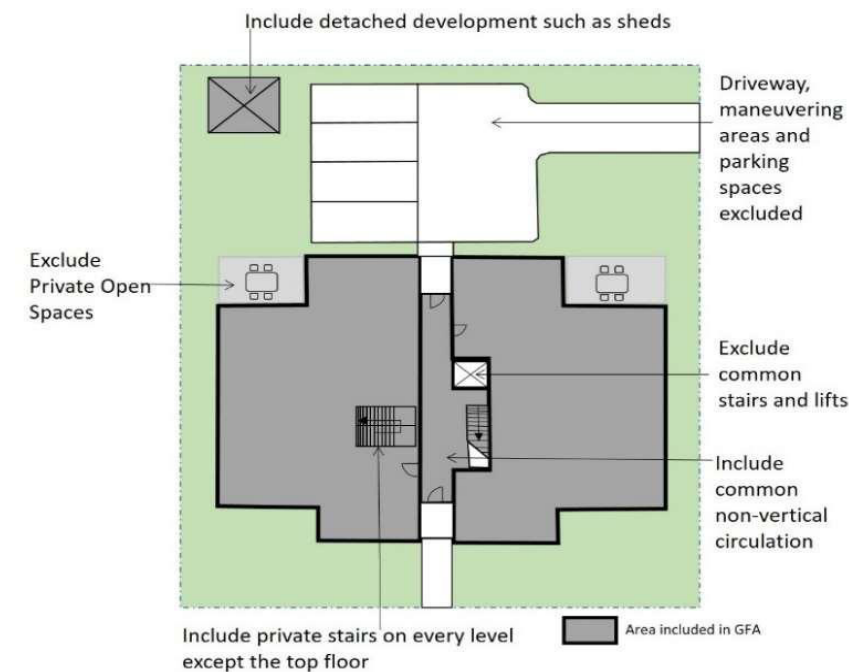 Include detached development such as sheds
Driveway,
maneuvering
areas and
parking
spaces
excluded
Exclude
Private Open
Spaces
Exclude
common
stairs and lifts
Include
common
non-vertical
circulation
Include private stairs on every level
except the top floor
Area included in GFA